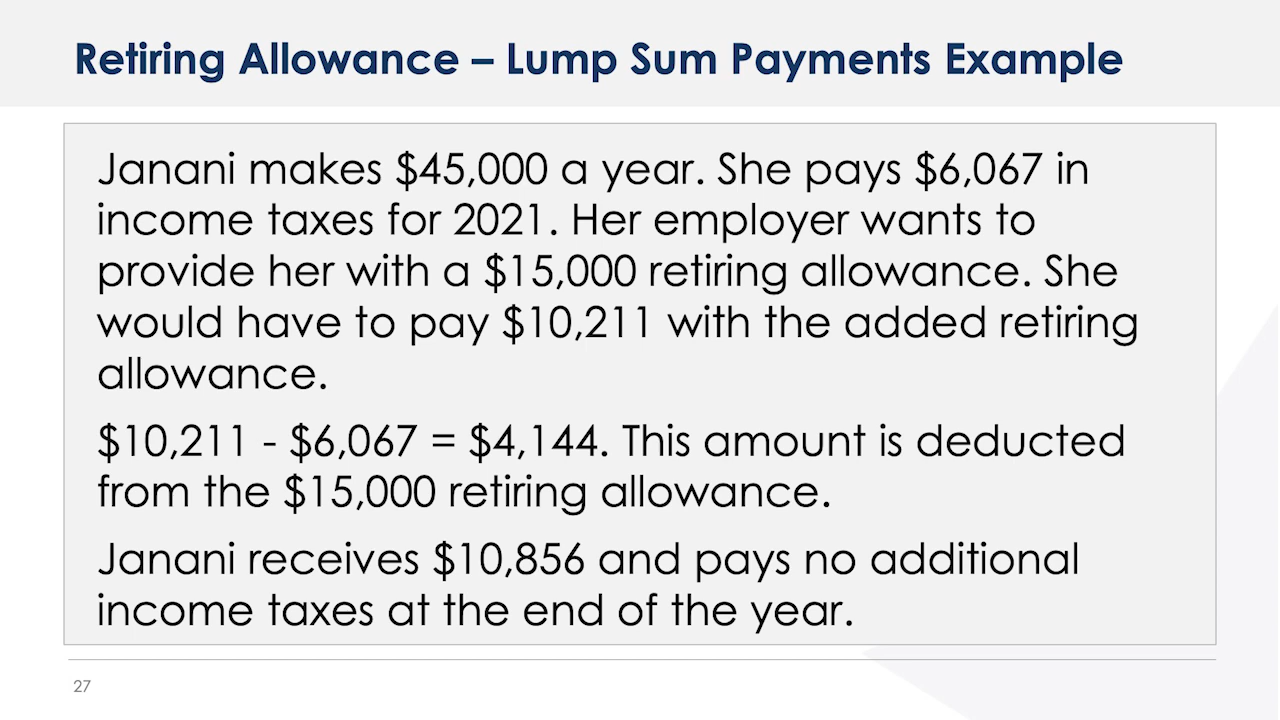 Retiring Allowance – Lump Sum Payments Example
Janani makes $45,000 a year. She pays $6,067 in
income taxes for 2021. Her employer wants to
provide her with a $15,000 retiring allowance. She
would have to pay $10,211 with the added retiring
allowance.
$10,211 - $6,067 = $4,144. This amount is deducted
from the $15,000 retiring allowance.
Janani receives $10,856 and pays no additional
income taxes at the end of the year.
27